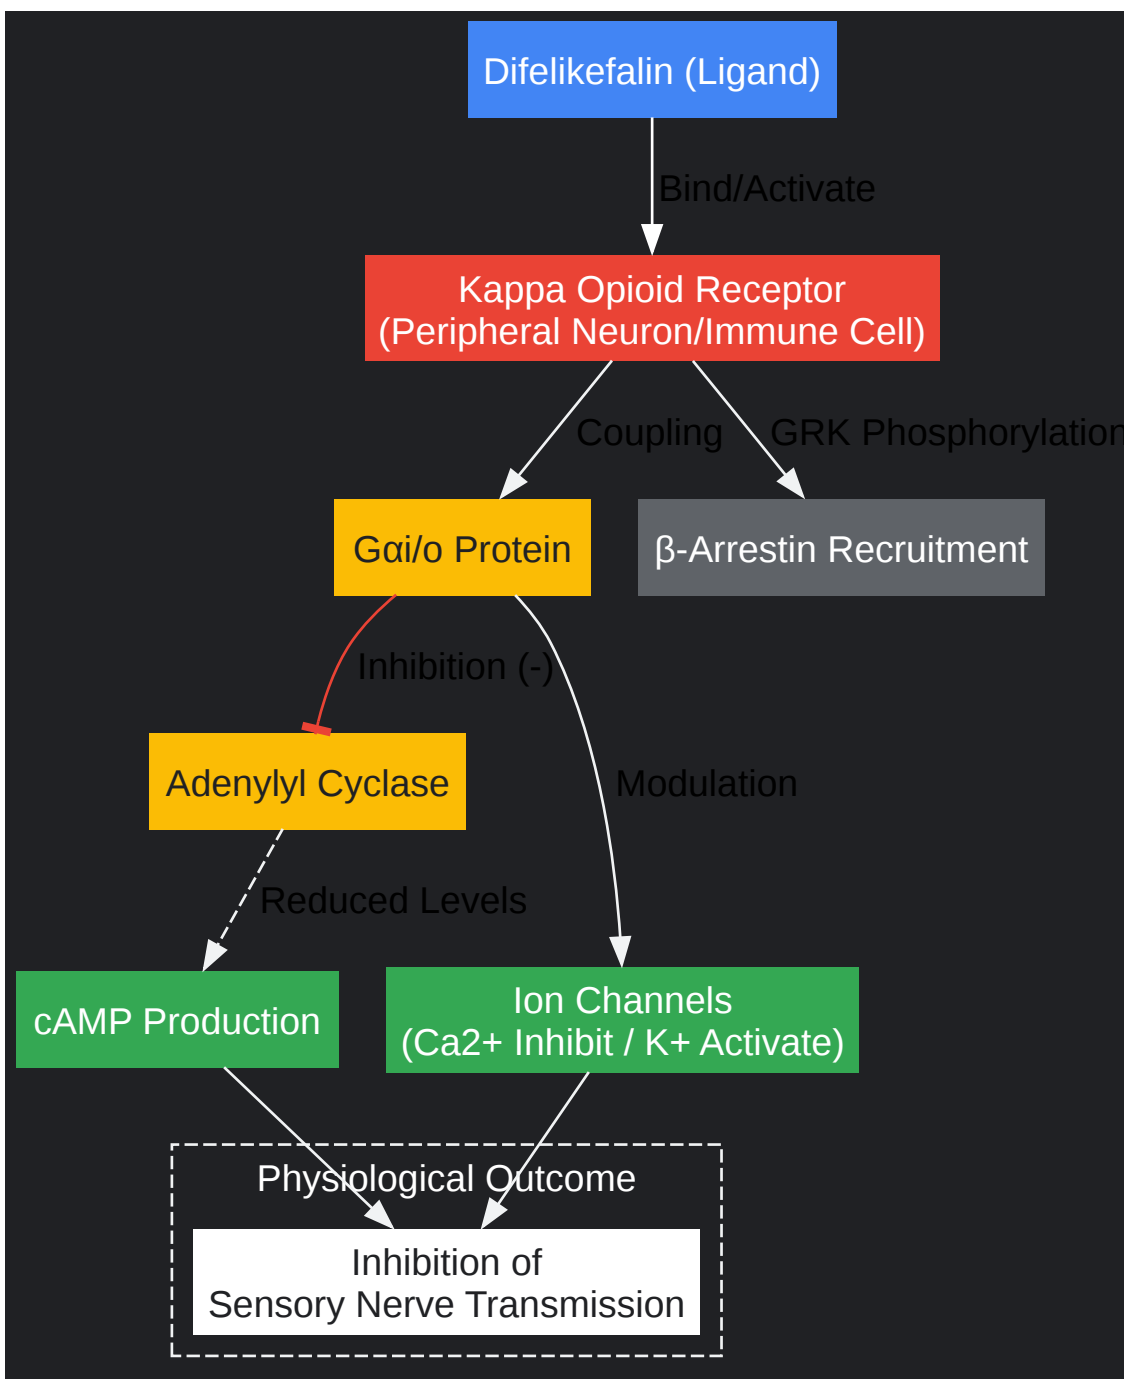 Difelikefalin (Ligand)
Bind/Activate
Kappa Opioid Receptor
(Peripheral Neuron/Immune Cell)
Coupling
GRK Phosphorylation
Gαi/o Protein
β-Arrestin Recruitment
Inhibition (-)
Adenylyl Cyclase
Modulation
Reduced Levels
cAMP Production
Ion Channels
(Ca2+ Inhibit / K+ Activate)
Physiological Outcome
Inhibition of
Sensory Nerve Transmission